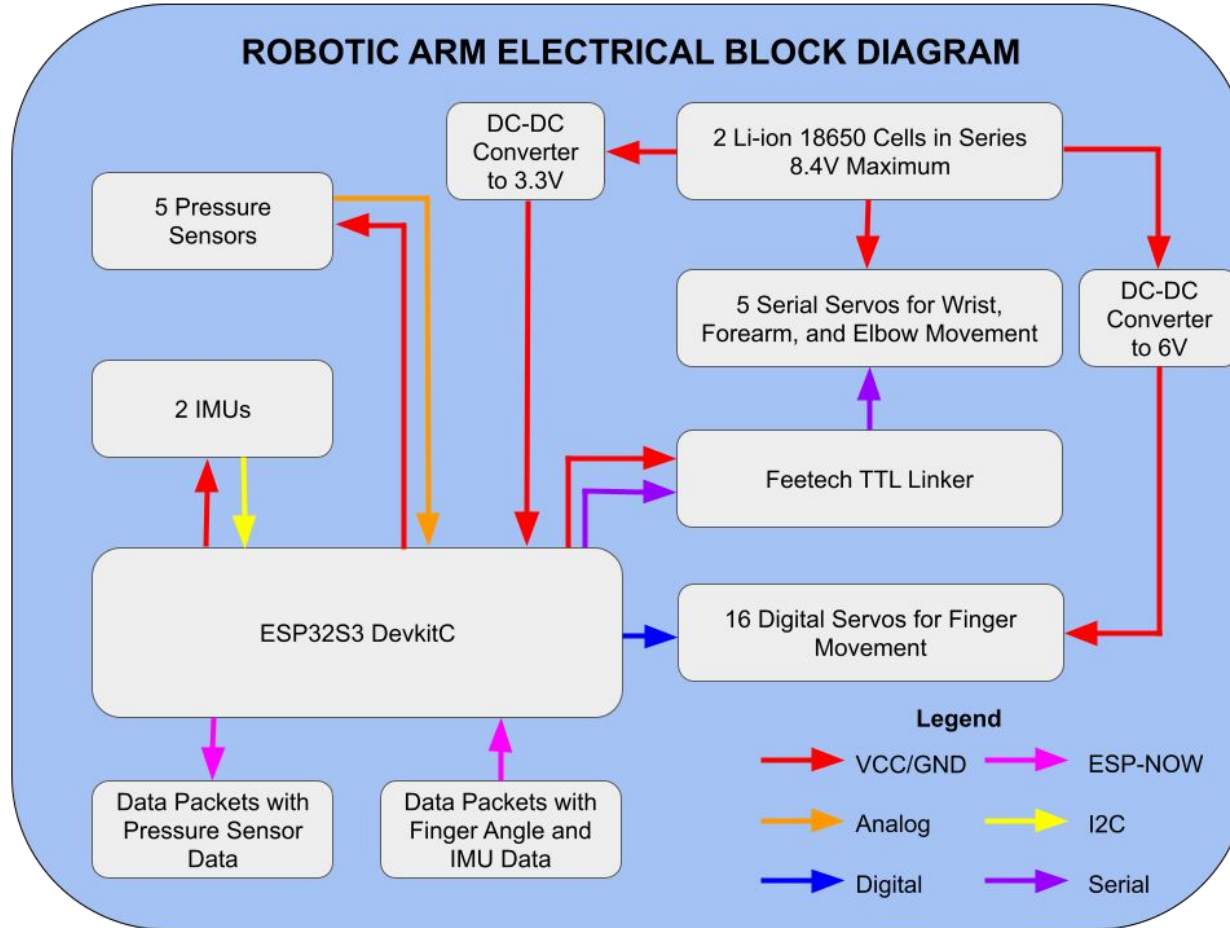 ROBOTIC ARM ELECTRICAL BLOCK DIAGRAM
DC-DC
Converter
to 3.3V
2 Li-ion 18650 Cells in Series
8.4V Maximum
5 Pressure
Sensors
5 Serial Servos for Wrist,
Forearm, and Elbow Movement
DC-DC
Converter
to 6V
2 IMUs
Feetech TTL Linker
ESP32S3 DevkitC
16 Digital Servos for Finger
Movement
Data Packets with
Pressure Sensor
Data
Data Packets with
Finger Angle and
IMU Data
Legend
VCC/GND
ESP-NOW
Analog
I2C
Digital
Serial